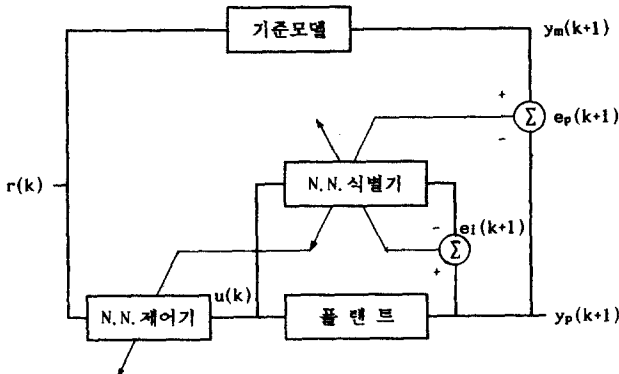 기준모델
ym(k+1)
+
Σ
ep(k+1)
-
N.N.식별기
r(k)
-
ei(k+1)
Σ
+
u(k)
N.N.제어기
플랜트
yp(k+1)